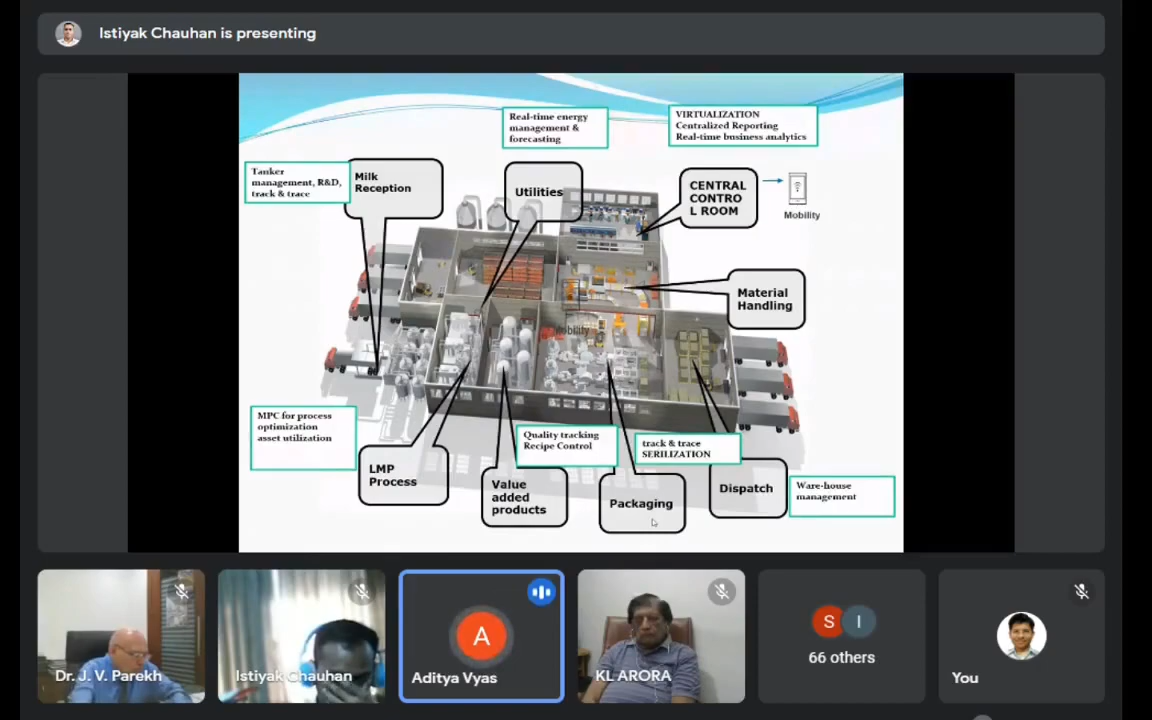 Istiyak Chauhan is presenting
Real-time energy
management &
forecasting
VIRTUALIZATION
Centralized Reporting
Real-time business analytics
Tanker
management, R&D,
track & trace
Milk
Reception
Utilities
CENTRAL
CONTRO
L ROOM
Mobility
Material
Handling
Mobility
MPC for process
optimization
asset utilization
Quality tracking
Recipe Control
track & trace
SERILIZATION
LMP
Process
Value
added
products
Packaging
Dispatch
Ware-house
management
Dr. J. V. Parekh
Istiyak Chauhan
A
Aditya Vyas
KL ARORA
S
I
66 others
You